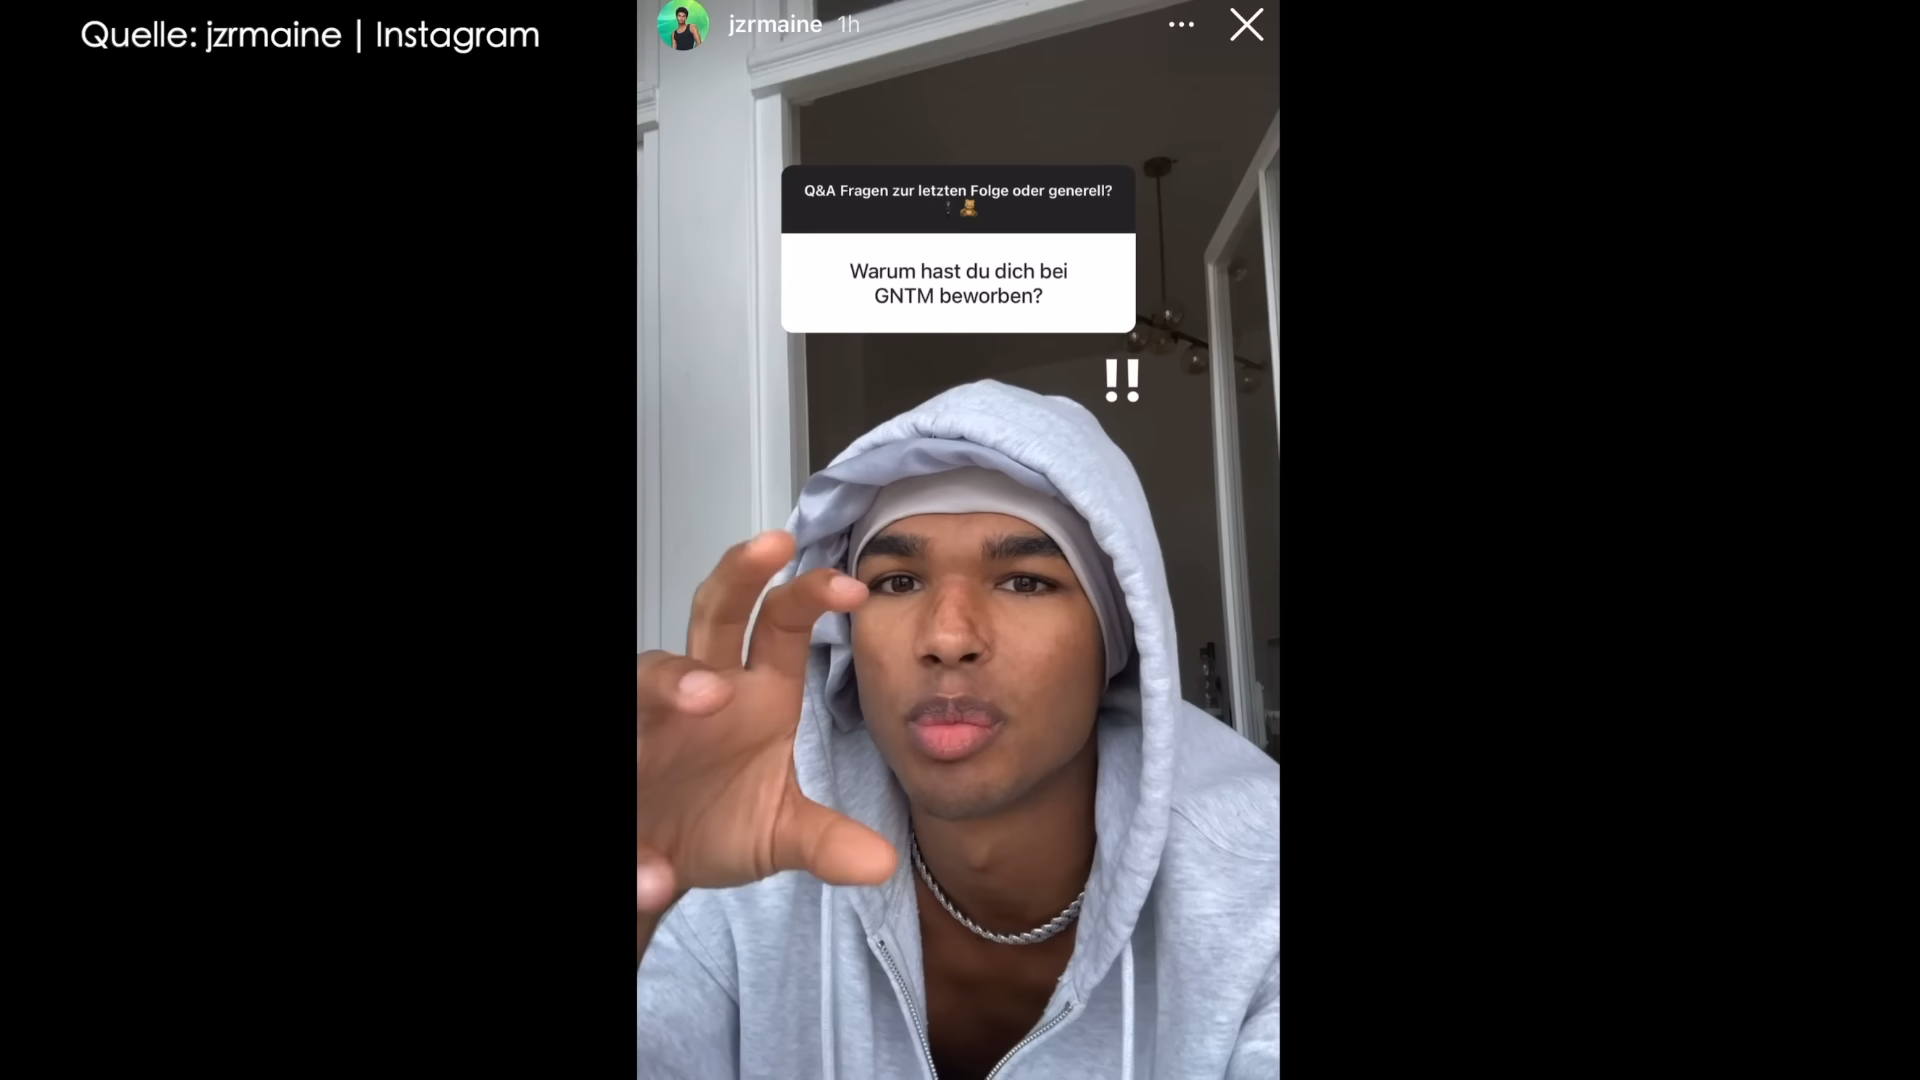 Quelle: jzrmaine | Instagram
jzrmaine 1h
Q&A Fragen zur letzten Folge oder generell?
Warum hast du dich bei
GNTM beworben?
!!